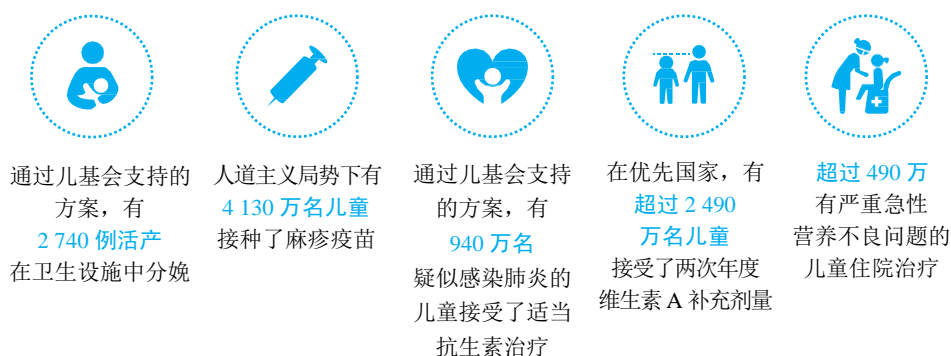 通过儿基会支持的
方案，有
2 740 例活产
在卫生设施中分娩
人道主义局势下有
4 130 万名儿童
接种了麻疹疫苗
通过儿基会支持
的方案，有
940 万名
疑似感染肺炎的
儿童接受了适当
抗生素治疗
在优先国家，有
超过 2 490
万名儿童
接受了两次年度
维生素 A 补充剂量
超过 490 万
有严重急性
营养不良问题的
儿童住院治疗